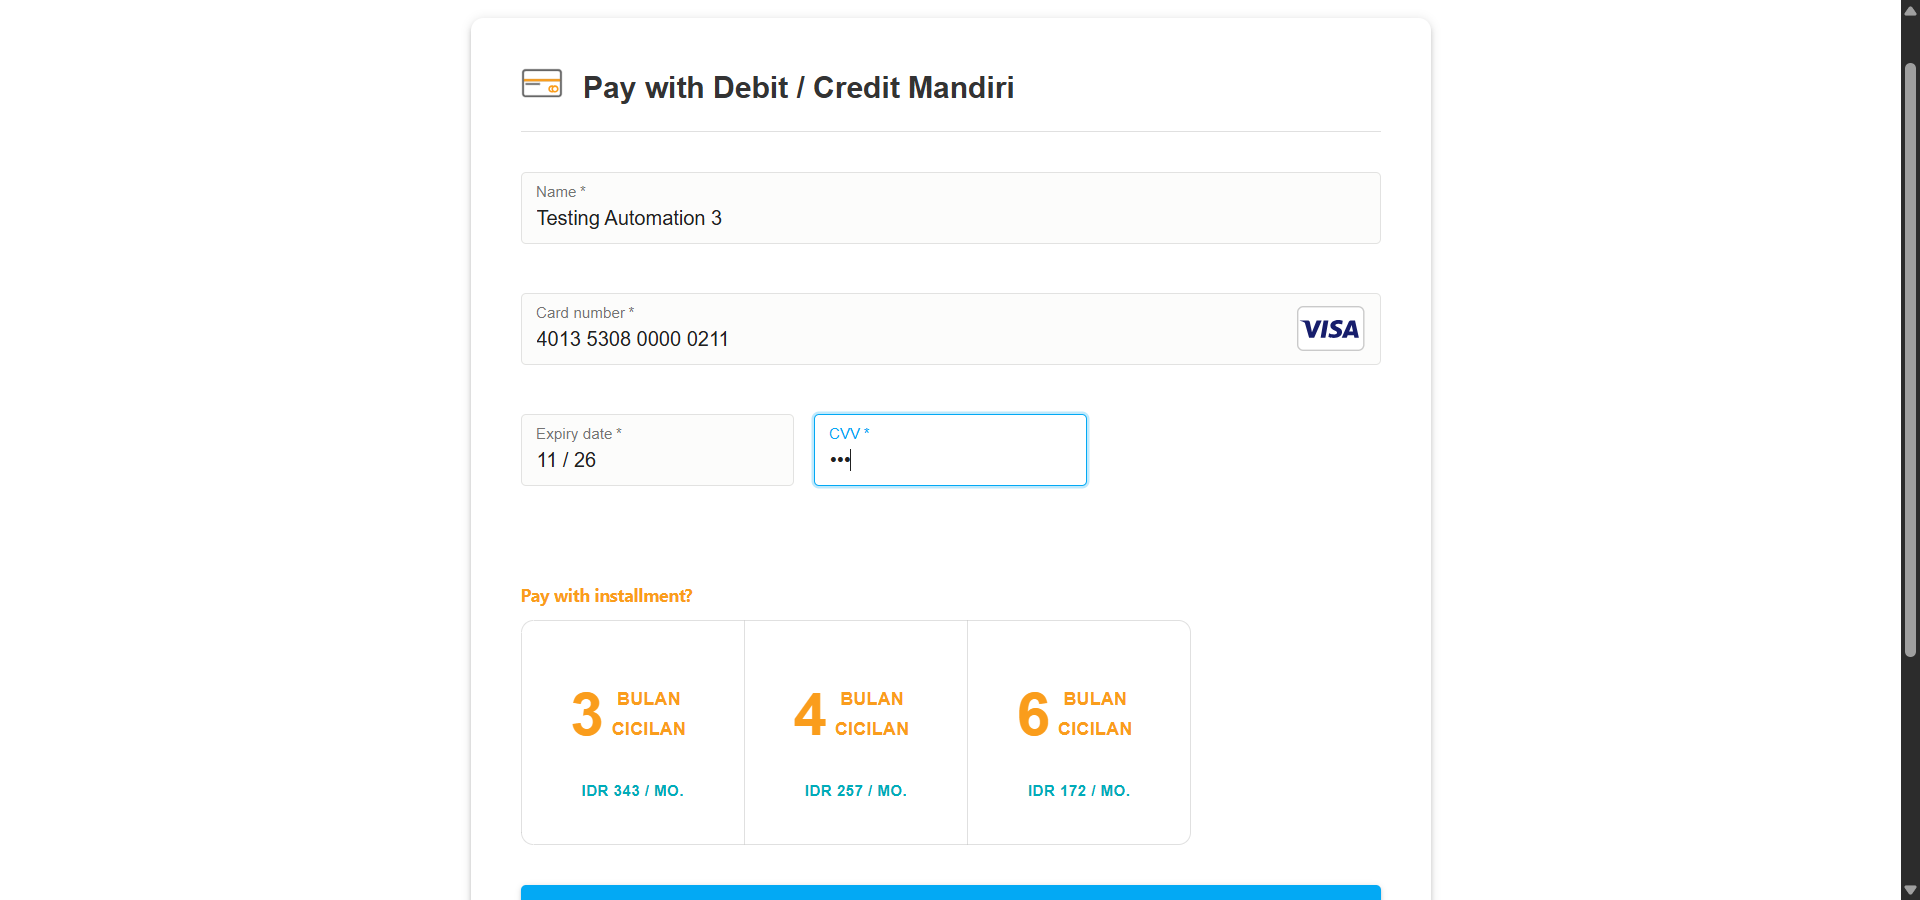 Pay with Debit / Credit Mandiri
Name *
Testing Automation 3
Card number *
4013 5308 0000 0211
VISA
Expiry date *
CVV *
11 / 26
•••
Pay with installment?
3 BULAN CICILAN
4 BULAN CICILAN
6 BULAN CICILAN
IDR 343 / MO.
IDR 257 / MO.
IDR 172 / MO.